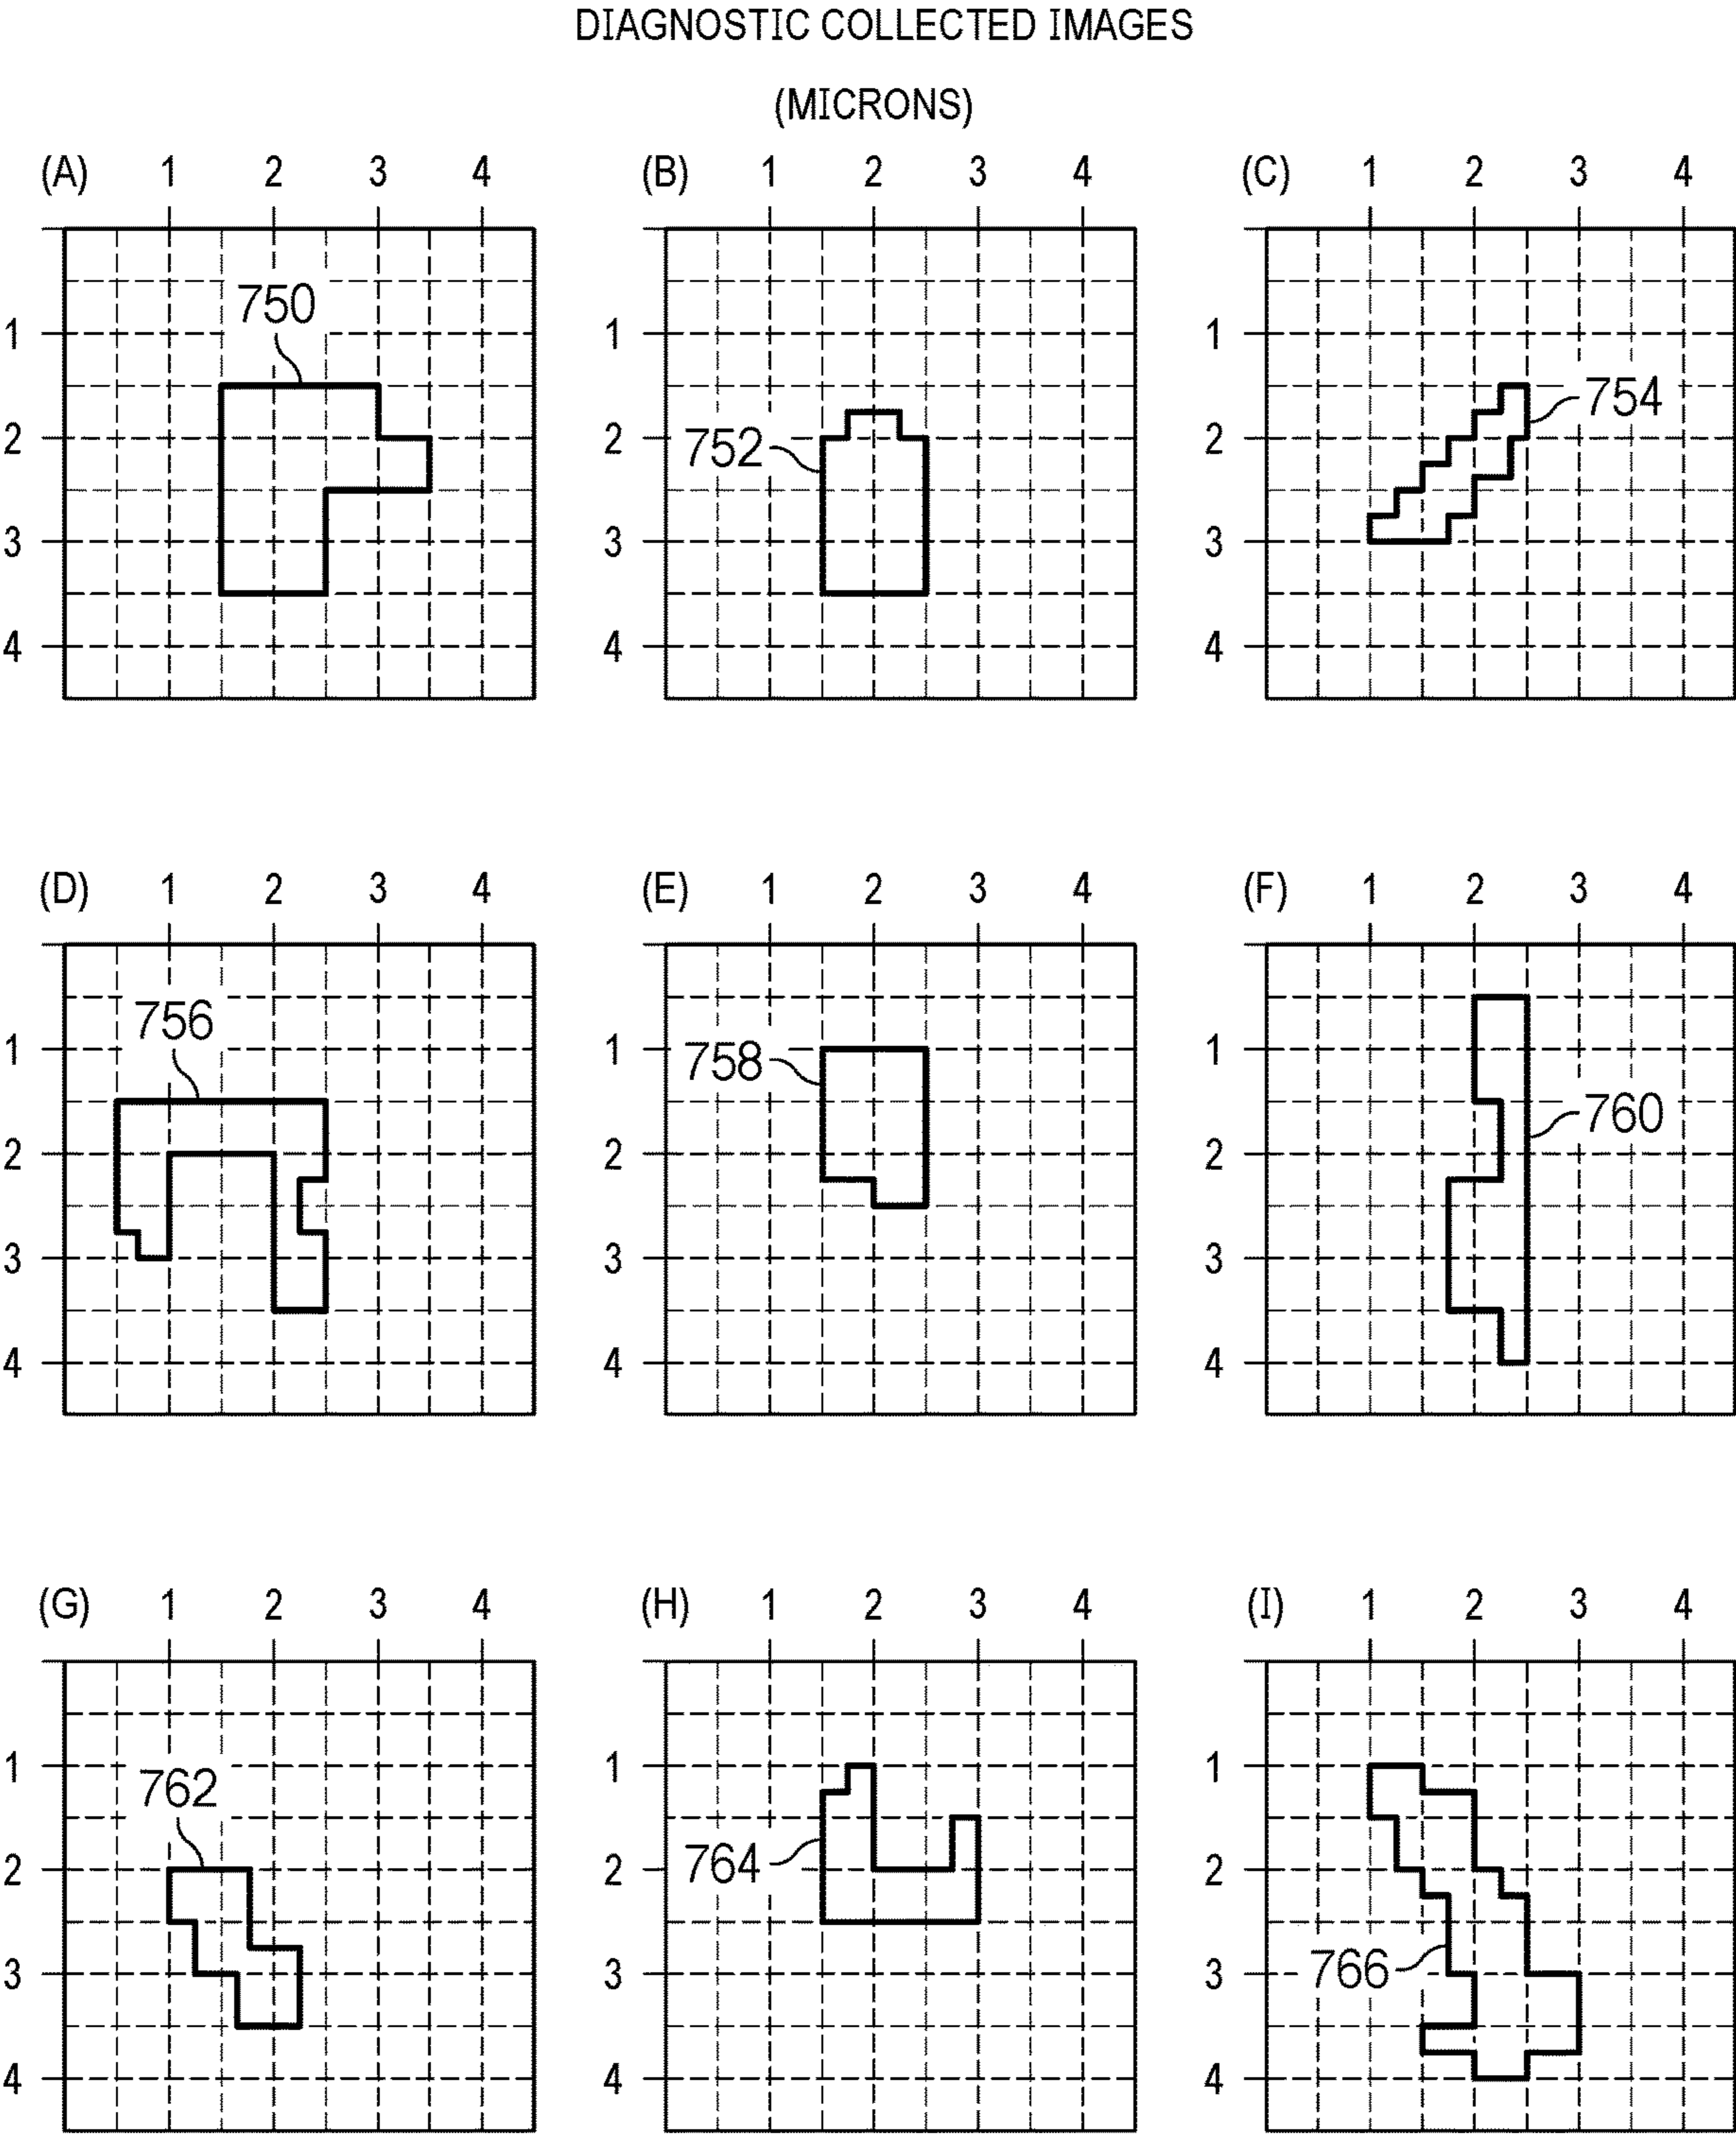 DIAGNOSTIC COLLECTED IMAGES
(MICRONS)
(A) 1 2 3 4 (B) 1 2 3 4 (C) 1 2 3 4
750
1 1 1
754
2 752 2 2
3 3 3
4 4 4
(D) 1 2 3 4 (E) 1 2 3 4 (F) 1 2 3 4
756
1 758 1 1
760
2 2 2
3 3 3
4 4 4
(G) 1 2 3 4 (H) 1 2 3 4 (I) 1 2 3 4
1 1 1
762
2 764 2 2
3 3 766 3
4 4 4